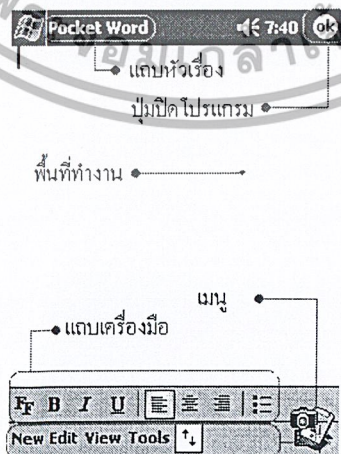 Pocket Word 7:40 ok
แถบหัวเรื่อง
ปุ่มปิดโปรแกรม
พื้นที่ทำงาน
เมนู
แถบเครื่องมือ
FF B I U
New Edit View Tools